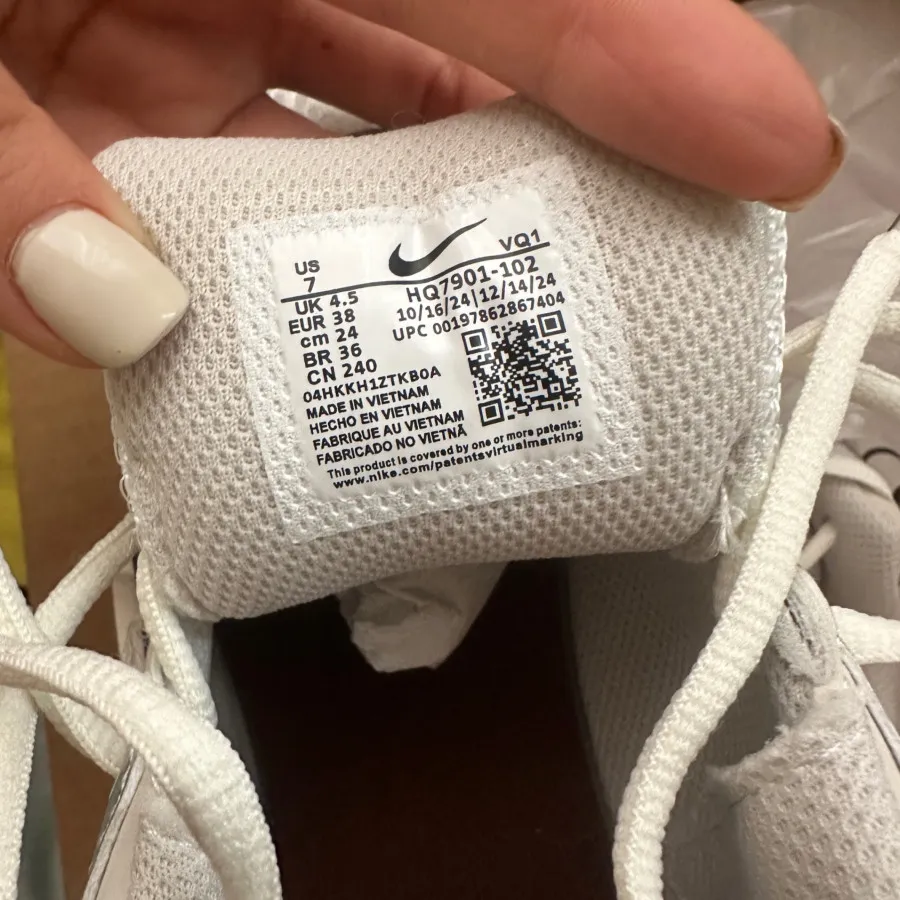 US
7
VQ1
UK 4.5
EUR 38
cm 24
BR 36
CN 240
HQ7901-102
10/16/24|12/14/24
UPC 00197862867404
04HKKH1ZTKB0A
MADE IN VIETNAM
HECHO EN VIETNAM
FABRIQUE AU VIETNAM
FABRICADO NO VIETNÃ
This product is covered by one or more patents:
www.nike.com/patentsvirtualmarking